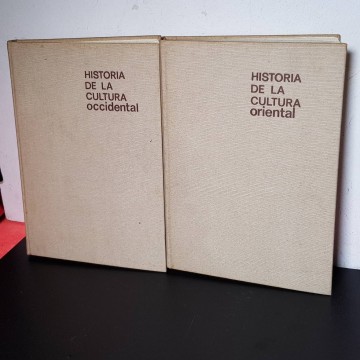 HISTORIA
DE LA
CULTURA
occidental
HISTORIA
DE LA
CULTURA
oriental